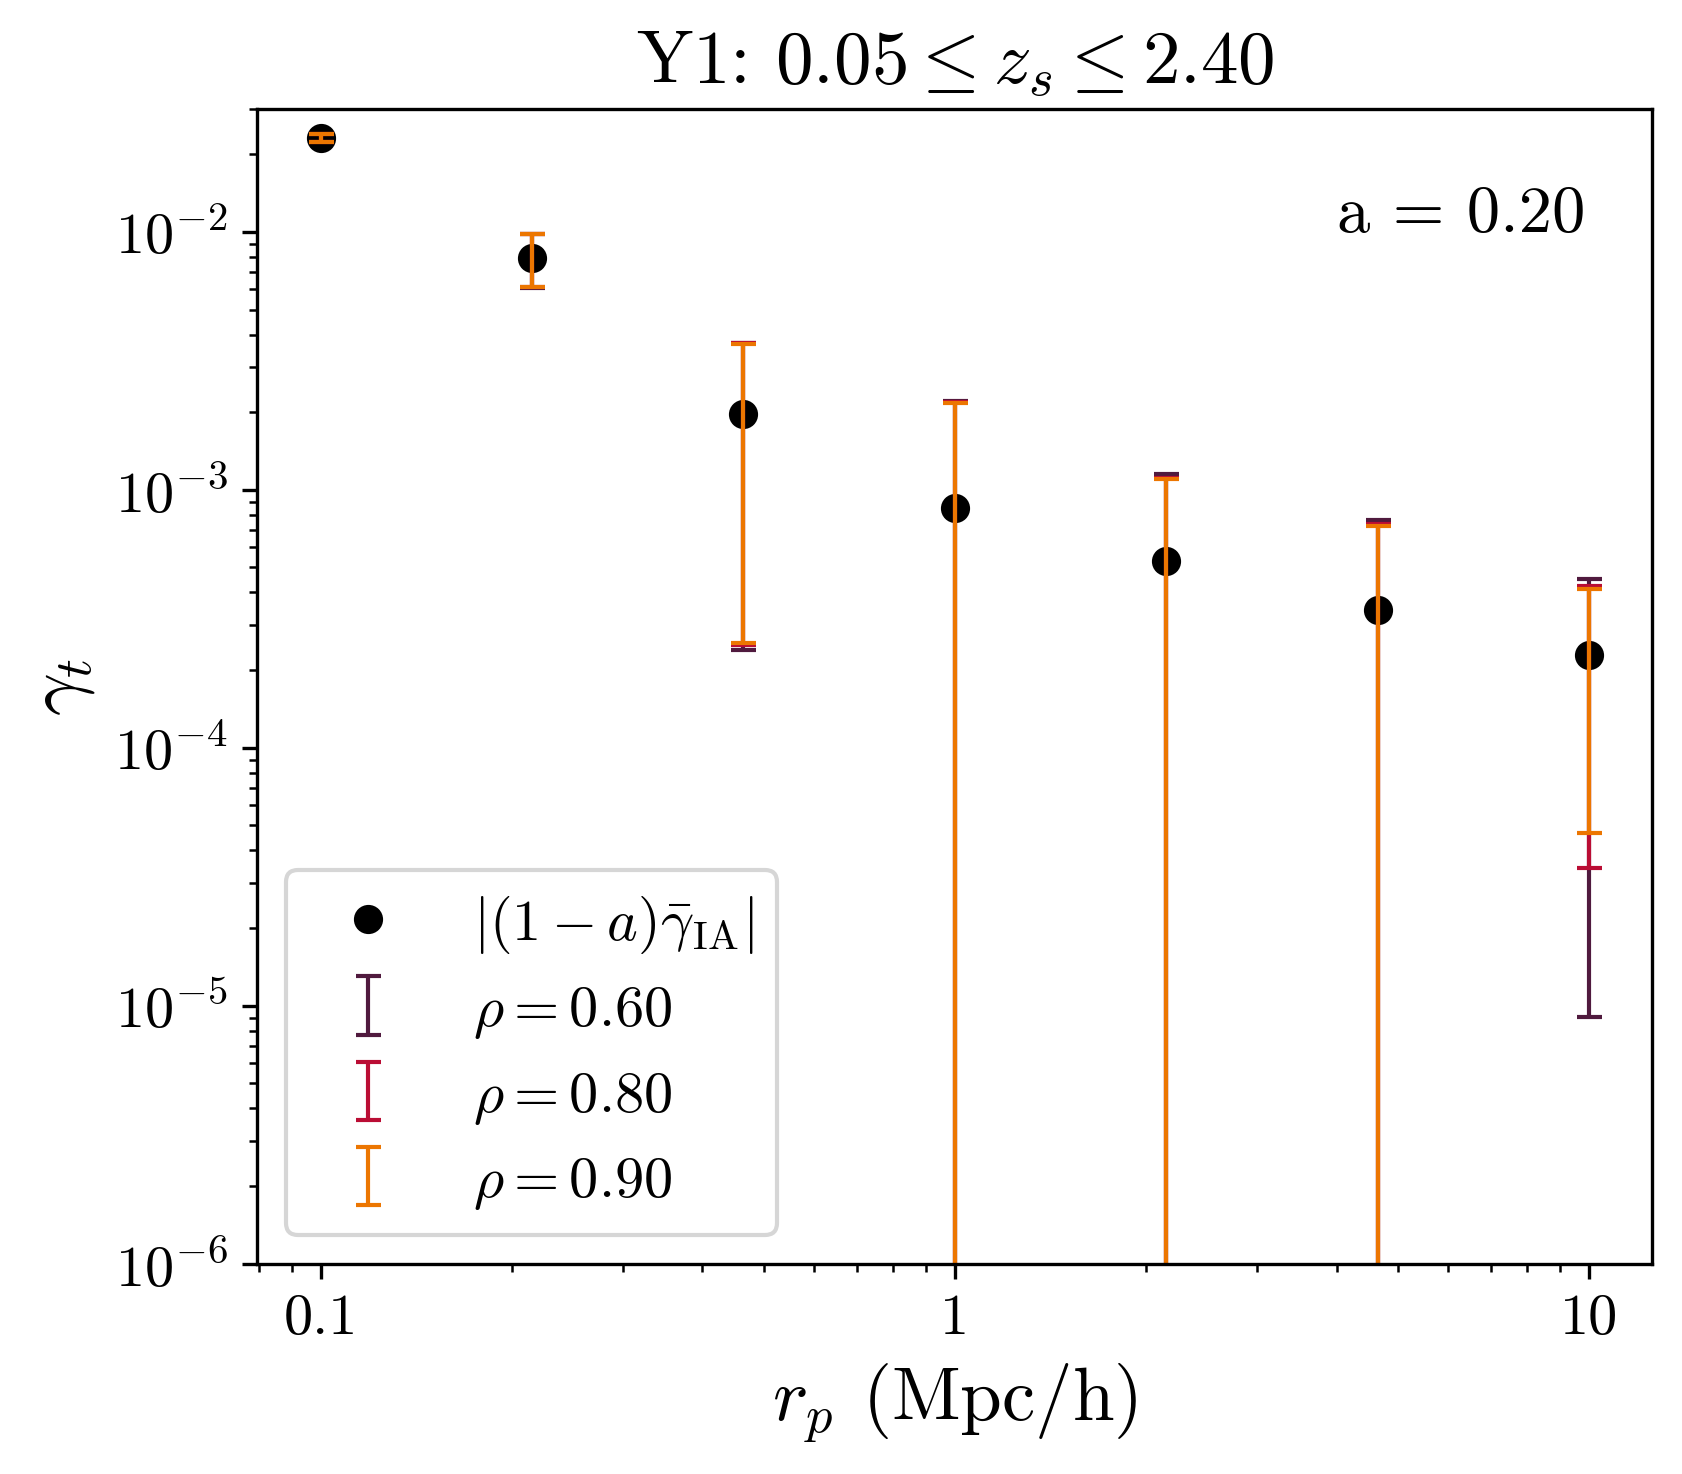 Y1: 0.05 ≤ z_s ≤ 2.40
a = 0.20
10^{-2}
10^{-3}
10^{-4}
10^{-5}
10^{-6}
γ_t
|(1 − a)γ̄_{IA}|
ρ = 0.60
ρ = 0.80
ρ = 0.90
0.1 1 10
r_p (Mpc/h)